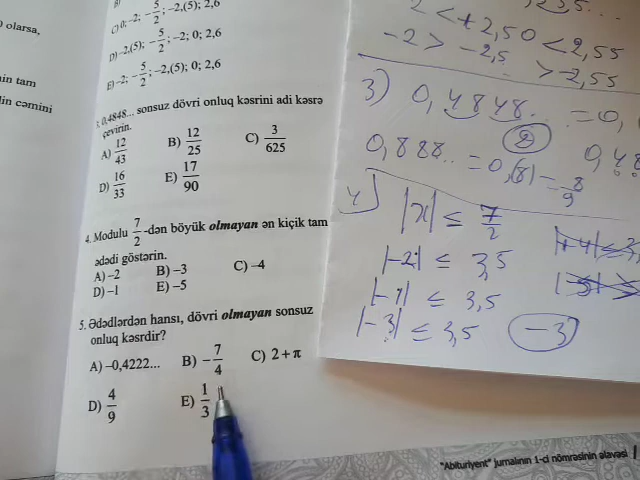 olarsa,
in tam
lin cəmini
C) 0; −2; −5/2; −2,(5); 2,6
D) −2,(5); −5/2; −2; 0; 2,6
E) −2; −5/2; −2,(5); 0; 2,6
0,4848... sonsuz dövri onluq kəsrini adi kəsrə
çevirin.
A) 12/43 B) 12/25 C) 3/625
D) 16/33 E) 17/90
4. Modulu 7/2-dən böyük olmayan ən kiçik tam
ədədi göstərin.
A) −2 B) −3 C) −4
D) −1 E) −5
5. Ədədlərdən hansı, dövri olmayan sonsuz
onluq kəsrdir?
A) −0,4222... B) −7/4 C) 2 + π
D) 4/9 E) 1/3
"Abituriyent" jurnalının 1-ci nömrəsinin əlavəsi
2 < +2,50 < 2,55
−2 > −2,5 > −2,55
3) 0,4848... = 0,
0,888.. = 0,(8) = 8/9 0,48
4) |x| ≤ 7/2
|−2| ≤ 3,5
|−1| ≤ 3,5
|−3| ≤ 3,5 −3